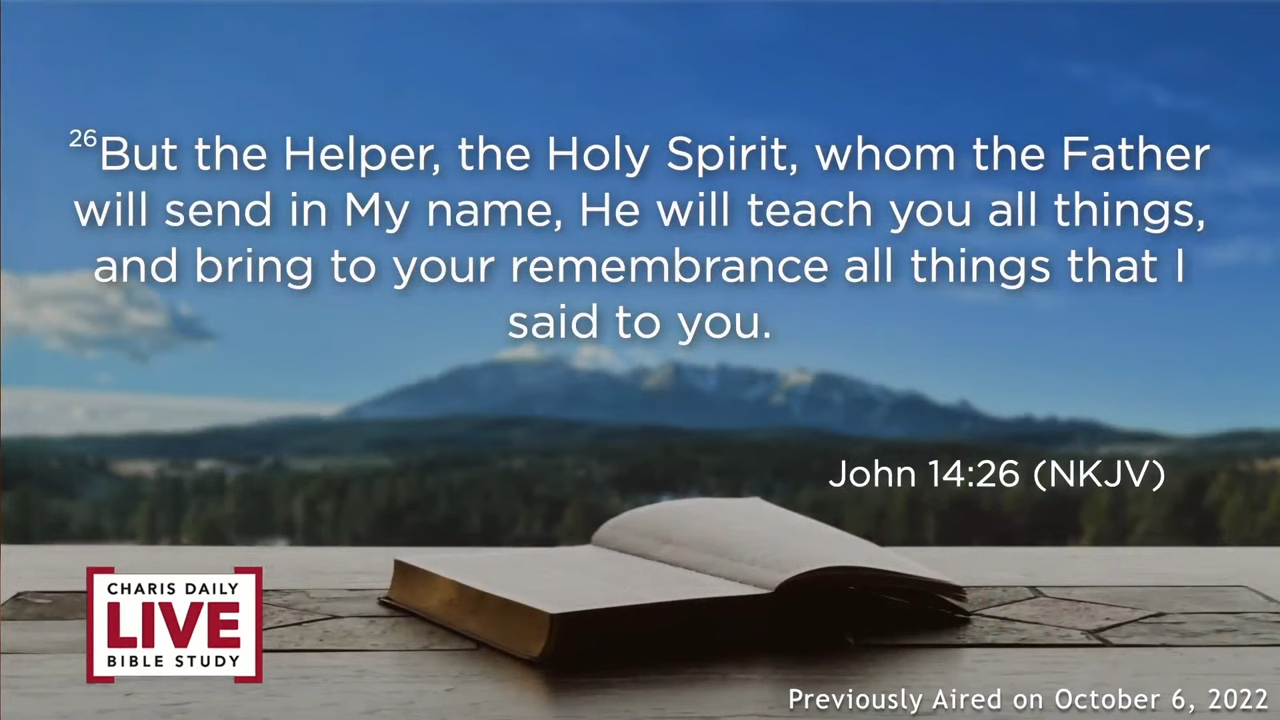 26But the Helper, the Holy Spirit, whom the Father
will send in My name, He will teach you all things,
and bring to your remembrance all things that I
said to you.
John 14:26 (NKJV)
CHARIS DAILY
LIVE
BIBLE STUDY
Previously Aired on October 6, 2022